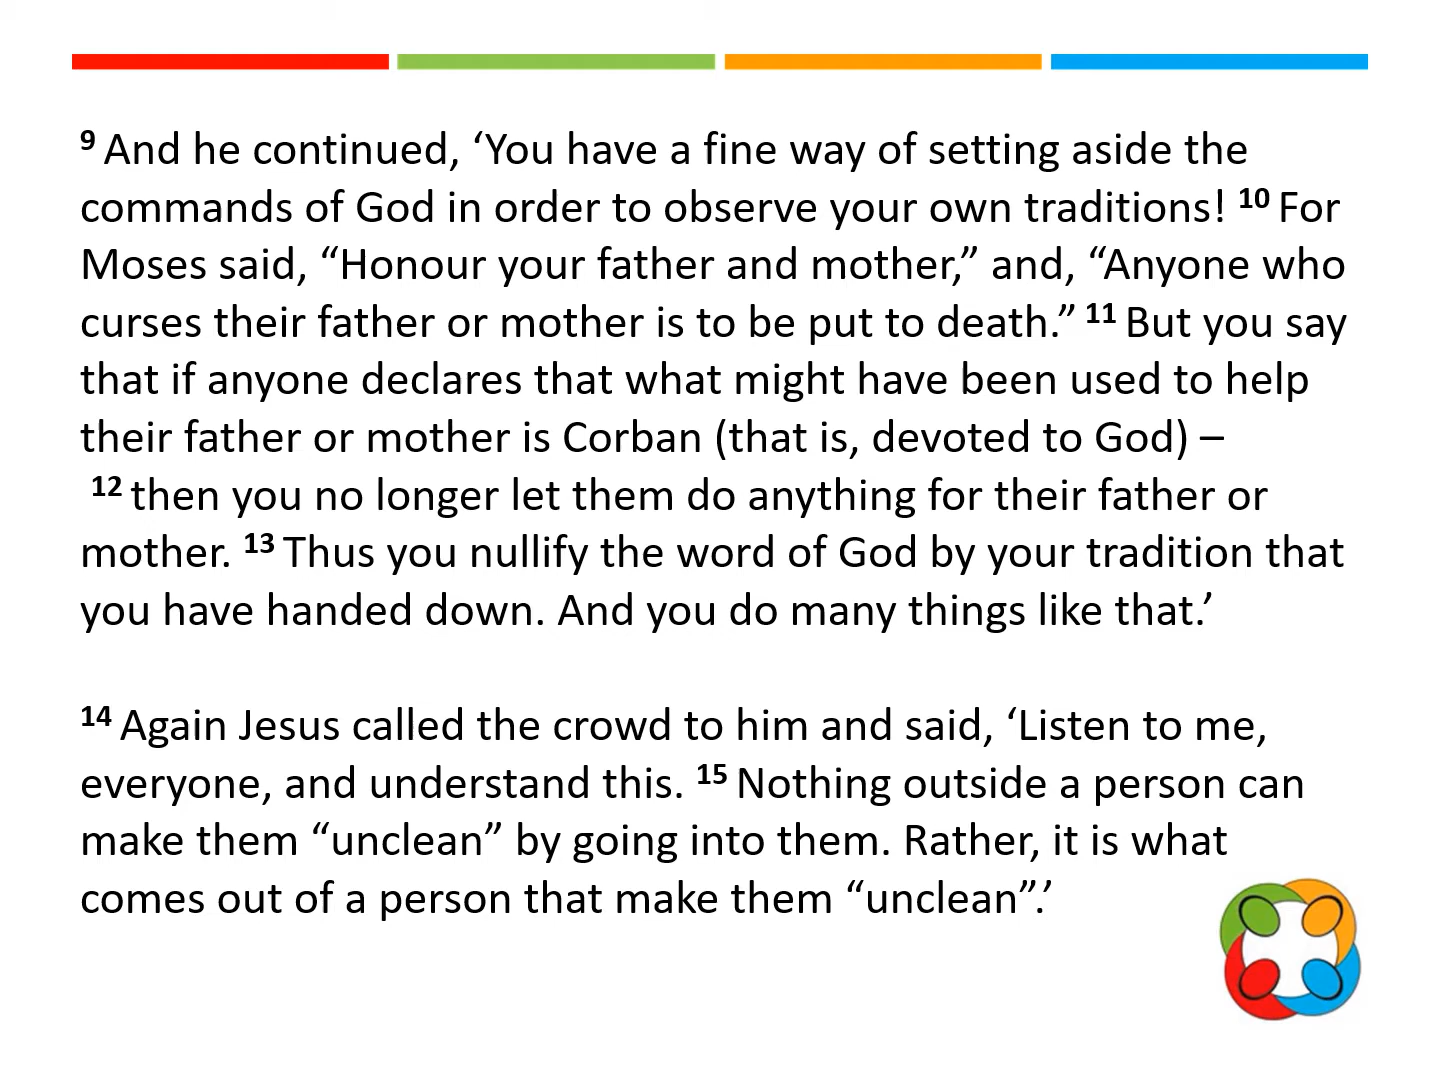 9 And he continued, ‘You have a fine way of setting aside the
commands of God in order to observe your own traditions! 10 For
Moses said, “Honour your father and mother,” and, “Anyone who
curses their father or mother is to be put to death.” 11 But you say
that if anyone declares that what might have been used to help
their father or mother is Corban (that is, devoted to God) –
12 then you no longer let them do anything for their father or
mother. 13 Thus you nullify the word of God by your tradition that
you have handed down. And you do many things like that.’
14 Again Jesus called the crowd to him and said, ‘Listen to me,
everyone, and understand this. 15 Nothing outside a person can
make them “unclean” by going into them. Rather, it is what
comes out of a person that make them “unclean”.’